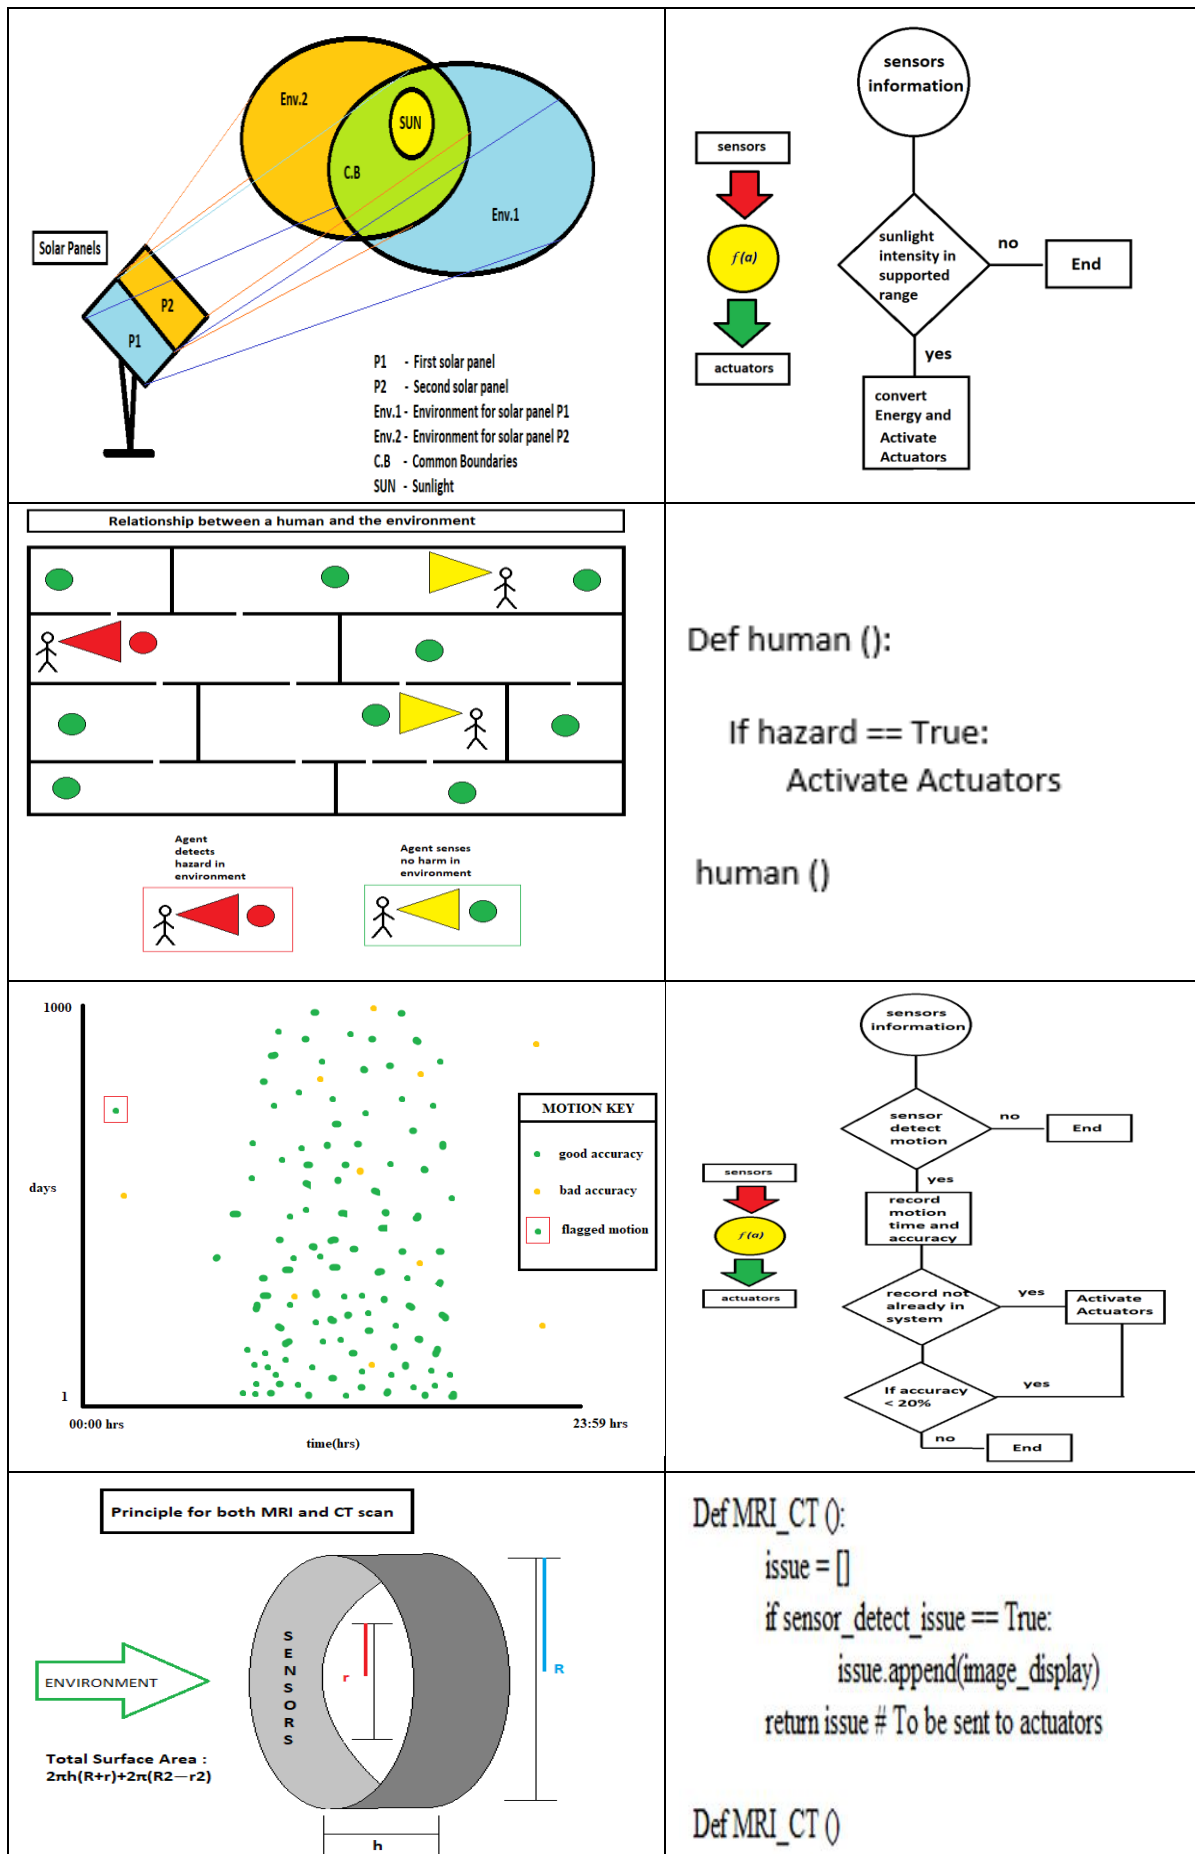 Env.2
SUN
C.B
Env.1
Solar Panels
P2
P1
P1 - First solar panel
P2 - Second solar panel
Env.1 - Environment for solar panel P1
Env.2 - Environment for solar panel P2
C.B - Common Boundaries
SUN - Sunlight
sensors
information
sensors
f(a)
actuators
sunlight
intensity in
supported
range
no
End
yes
convert
Energy and
Activate
Actuators
Relationship between a human and the environment
Agent
detects
hazard in
environment
Agent senses
no harm in
environment
Def human ():
If hazard == True:
Activate Actuators
human ()
1000
days
1
00:00 hrs
23:59 hrs
time(hrs)
MOTION KEY
good accuracy
bad accuracy
flagged motion
sensors
information
sensor
detect
motion
no
End
yes
record
motion
time and
accuracy
sensors
f(a)
actuators
record not
already in
system
yes
Activate
Actuators
If accuracy
< 20%
yes
no
End
Principle for both MRI and CT scan
ENVIRONMENT
SENSORS
r
R
h
Total Surface Area :
2πh(R+r)+2π(R2—r2)
Def MRI_CT ():
issue = []
if sensor_detect_issue == True:
issue.append(image_display)
return issue # To be sent to actuators
Def MRI_CT ()